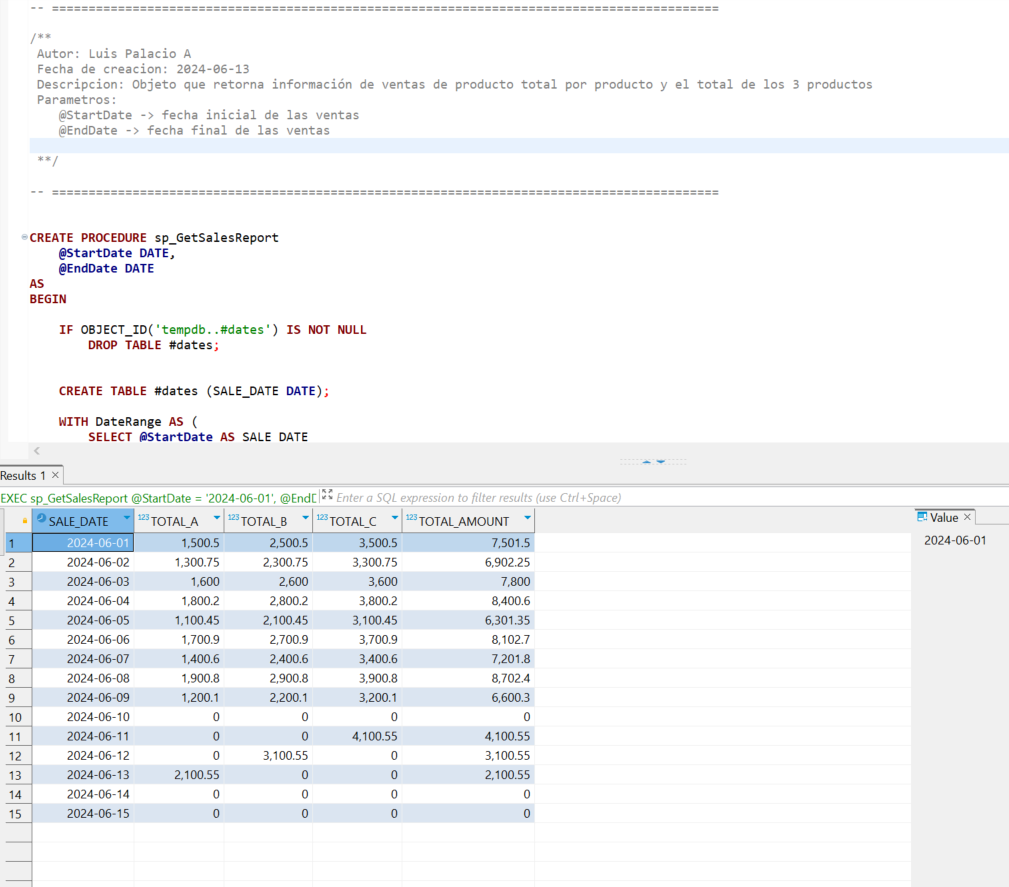 -- ===========================================================================================
/**
Autor: Luis Palacio A
Fecha de creacion: 2024-06-13
Descripcion: Objeto que retorna información de ventas de producto total por producto y el total de los 3 productos
Parametros:
@StartDate -> fecha inicial de las ventas
@EndDate -> fecha final de las ventas
**/
-- ===========================================================================================
CREATE PROCEDURE sp_GetSalesReport
@StartDate DATE,
@EndDate DATE
AS
BEGIN
IF OBJECT_ID('tempdb..#dates') IS NOT NULL
DROP TABLE #dates;
CREATE TABLE #dates (SALE_DATE DATE);
WITH DateRange AS (
SELECT @StartDate AS SALE_DATE
Results 1 ×
EXEC sp_GetSalesReport @StartDate = '2024-06-01', @EndD Enter a SQL expression to filter results (use Ctrl+Space)
SALE_DATE 123 TOTAL_A 123 TOTAL_B 123 TOTAL_C 123 TOTAL_AMOUNT Value ×
1 2024-06-01 1,500.5 2,500.5 3,500.5 7,501.5 2024-06-01
2 2024-06-02 1,300.75 2,300.75 3,300.75 6,902.25
3 2024-06-03 1,600 2,600 3,600 7,800
4 2024-06-04 1,800.2 2,800.2 3,800.2 8,400.6
5 2024-06-05 1,100.45 2,100.45 3,100.45 6,301.35
6 2024-06-06 1,700.9 2,700.9 3,700.9 8,102.7
7 2024-06-07 1,400.6 2,400.6 3,400.6 7,201.8
8 2024-06-08 1,900.8 2,900.8 3,900.8 8,702.4
9 2024-06-09 1,200.1 2,200.1 3,200.1 6,600.3
10 2024-06-10 0 0 0 0
11 2024-06-11 0 0 4,100.55 4,100.55
12 2024-06-12 0 3,100.55 0 3,100.55
13 2024-06-13 2,100.55 0 0 2,100.55
14 2024-06-14 0 0 0 0
15 2024-06-15 0 0 0 0